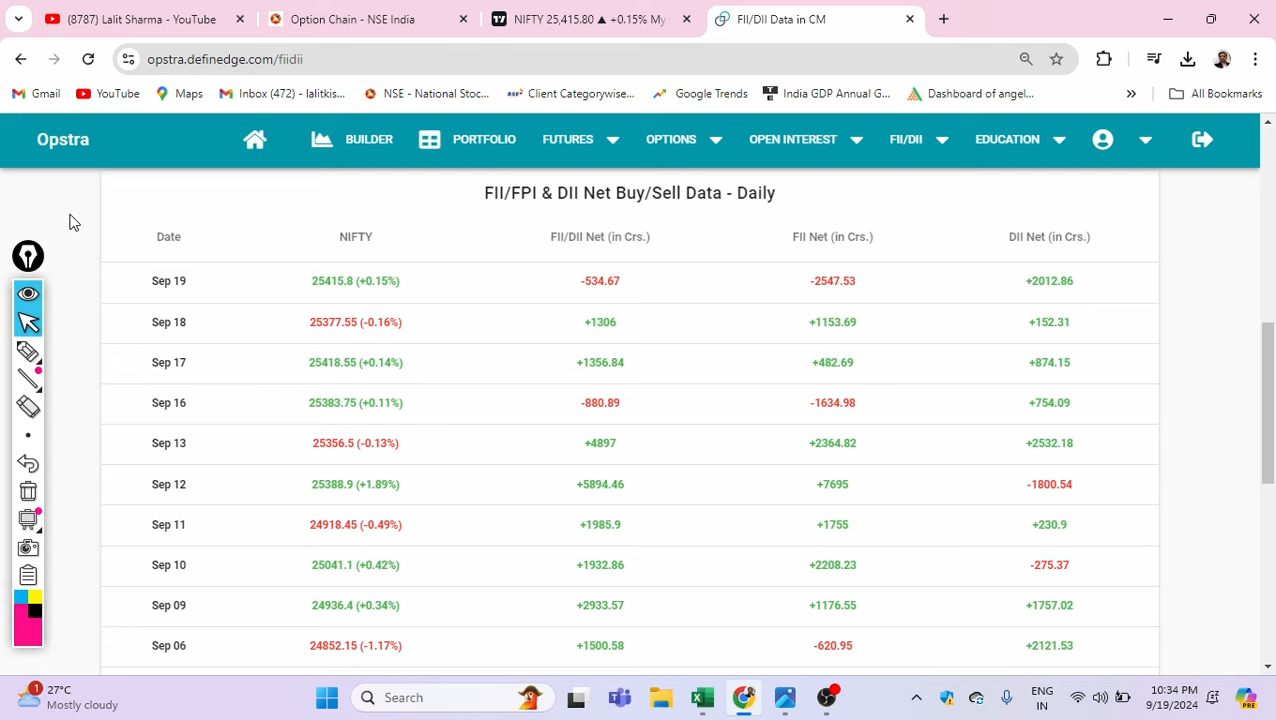 (8787) Lalit Sharma - YouTube
Option Chain - NSE India
NIFTY 25,415.80 ▲ +0.15% My
FII/DII Data in CM
opstra.definedge.com/fiidii
Gmail
YouTube
Maps
Inbox (472) - lalitkis...
NSE - National Stoc...
Client Categorywise...
Google Trends
India GDP Annual G...
Dashboard of angel...
»
All Bookmarks
Opstra
BUILDER
PORTFOLIO
FUTURES
OPTIONS
OPEN INTEREST
FII/DII
EDUCATION
FII/FPI & DII Net Buy/Sell Data - Daily
Date NIFTY FII/DII Net (in Crs.) FII Net (in Crs.) DII Net (in Crs.)
Sep 19 25415.8 (+0.15%) -534.67 -2547.53 +2012.86
Sep 18 25377.55 (-0.16%) +1306 +1153.69 +152.31
Sep 17 25418.55 (+0.14%) +1356.84 +482.69 +874.15
Sep 16 25383.75 (+0.11%) -880.89 -1634.98 +754.09
Sep 13 25356.5 (-0.13%) +4897 +2364.82 +2532.18
Sep 12 25388.9 (+1.89%) +5894.46 +7695 -1800.54
Sep 11 24918.45 (-0.49%) +1985.9 +1755 +230.9
Sep 10 25041.1 (+0.42%) +1932.86 +2208.23 -275.37
Sep 09 24936.4 (+0.34%) +2933.57 +1176.55 +1757.02
Sep 06 24852.15 (-1.17%) +1500.58 -620.95 +2121.53
1
27°C
Mostly cloudy
Search
ENG
IN
10:34 PM
9/19/2024
PRE